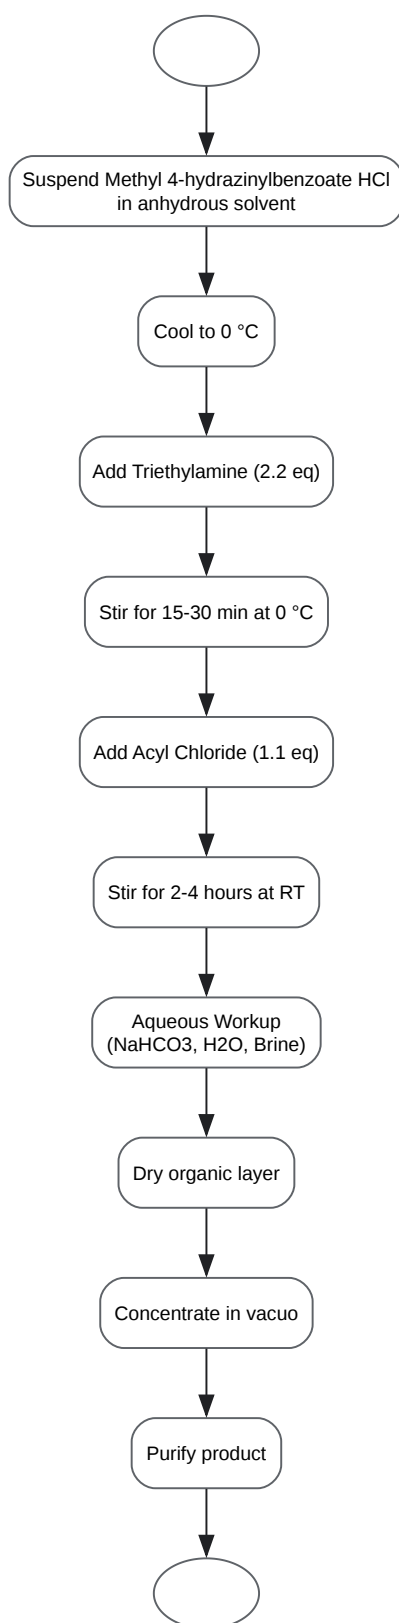 Suspend Methyl 4-hydrazinylbenzoate HCl
in anhydrous solvent
Cool to 0 °C
Add Triethylamine (2.2 eq)
Stir for 15-30 min at 0 °C
Add Acyl Chloride (1.1 eq)
Stir for 2-4 hours at RT
Aqueous Workup
(NaHCO3, H2O, Brine)
Dry organic layer
Concentrate in vacuo
Purify product